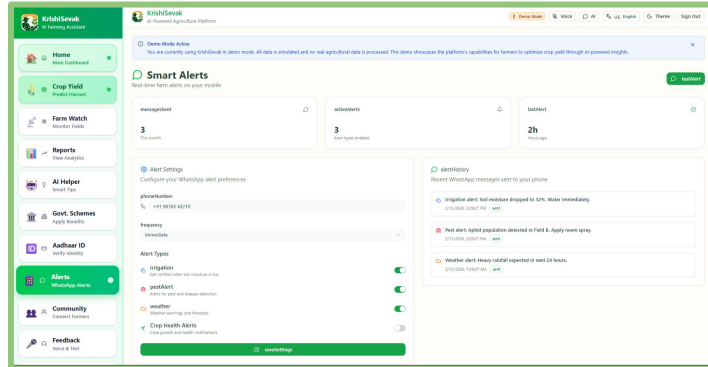 KrishiSevak
AI Farming Assistant
Home
Main Dashboard
Crop Yield
Predict Harvest
Farm Watch
Monitor Fields
Reports
View Analytics
AI Helper
Smart Tips
Govt. Schemes
Apply Benefits
Aadhaar ID
Verify Identity
Alerts
WhatsApp Alerts
Community
Connect Farmers
Feedback
Voice & Text
KrishiSevak
AI-Powered Agriculture Platform
Demo Mode
Voice
AI
US English
Theme
Sign Out
Demo Mode Active
You are currently using KrishiSevak in demo mode. All data is simulated and no real agricultural data is processed. This demo showcases the platform's capabilities for farmers to optimize crop yield through AI-powered insights.
Smart Alerts
Real-time farm alerts on your mobile
testAlert
messagesSent
3
This month
activeAlerts
3
Alert types enabled
lastAlert
2h
Hours ago
Alert Settings
Configure your WhatsApp alert preferences
phoneNumber
+91 98765 43210
frequency
immediate
Alert Types
irrigation
Get notified when soil moisture is low
pestAlert
Alerts for pest and disease detection
weather
Weather warnings and forecasts
Crop Health Alerts
Crop growth and health notifications
saveSettings
alertHistory
Recent WhatsApp messages sent to your phone
Irrigation alert: Soil moisture dropped to 32%. Water immediately.
sent
Pest alert: Aphid population detected in Field B. Apply neem spray.
sent
Weather alert: Heavy rainfall expected in next 24 hours.
sent